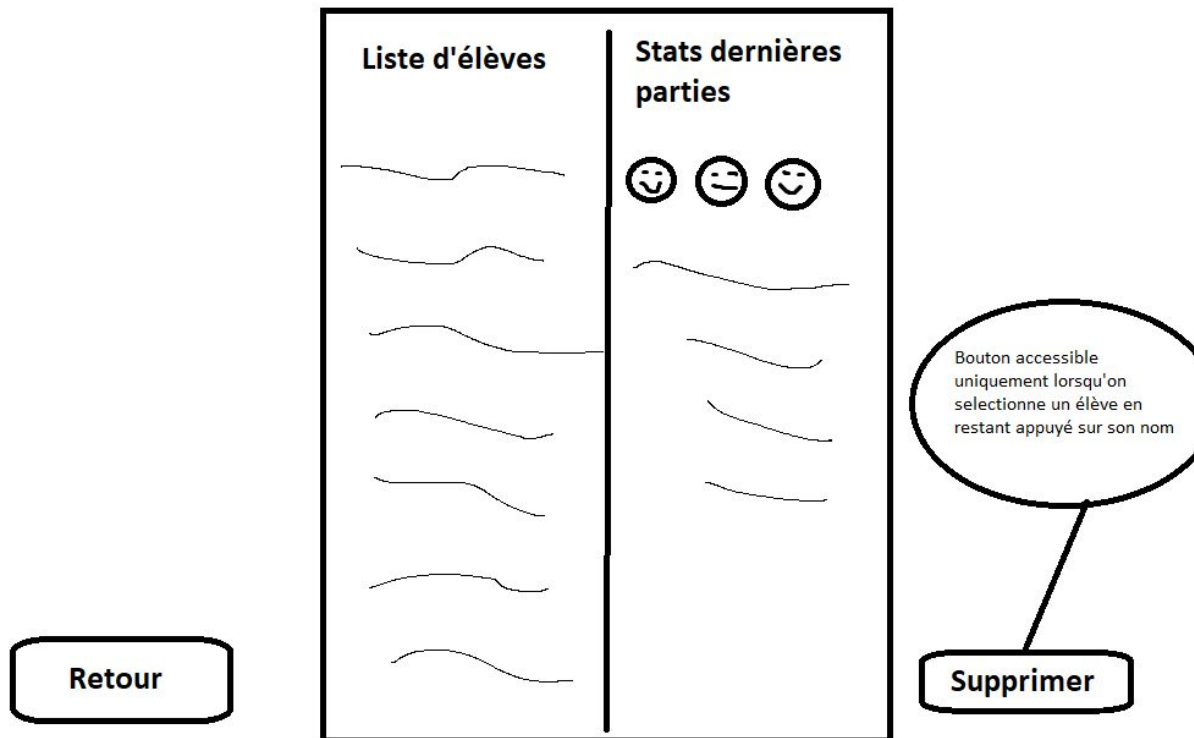 Liste d'élèves
Stats dernières
parties
Bouton accessible
uniquement lorsqu'on
selectionne un élève en
restant appuyé sur son nom
Retour
Supprimer